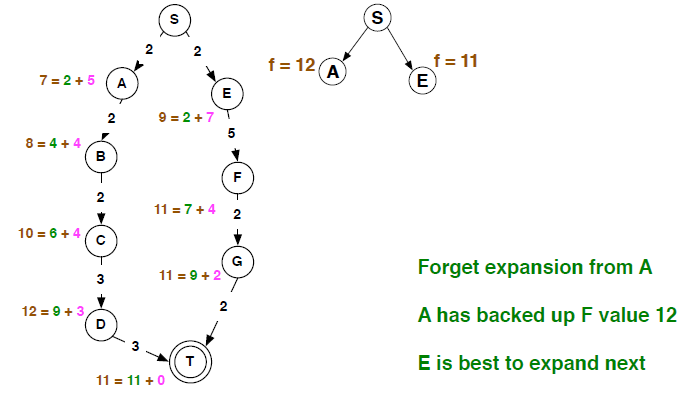 S
2
2
7 = 2 + 5
A
E
9 = 2 + 7
2
5
8 = 4 + 4
B
F
2
11 = 7 + 4
2
10 = 6 + 4
C
G
11 = 9 + 2
3
2
12 = 9 + 3
D
3
T
11 = 11 + 0
S
f = 12
A
E
f = 11
Forget expansion from A
A has backed up F value 12
E is best to expand next